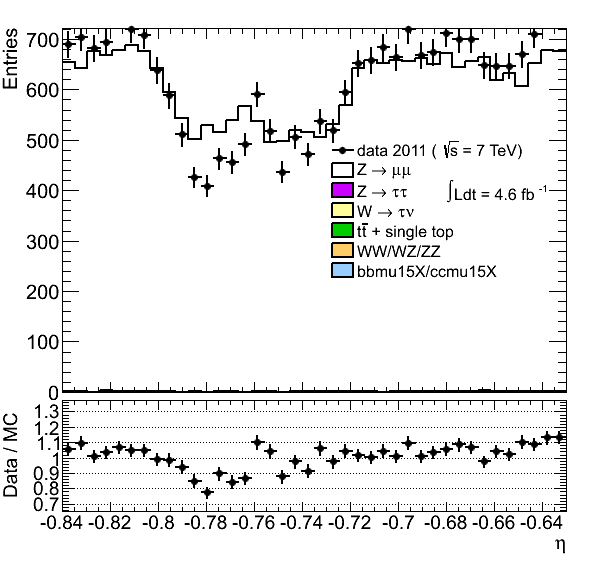 Entries
700
600
500
400
300
200
100
0
data 2011 ( √s = 7 TeV)
Z → μμ
Z → ττ
∫Ldt = 4.6 fb⁻¹
W → τν
tt̄ + single top
WW/WZ/ZZ
bbmu15X/ccmu15X
Data / MC
1.3
1.2
1.1
1
0.9
0.8
0.7
-0.84 -0.82 -0.8 -0.78 -0.76 -0.74 -0.72 -0.7 -0.68 -0.66 -0.64
η